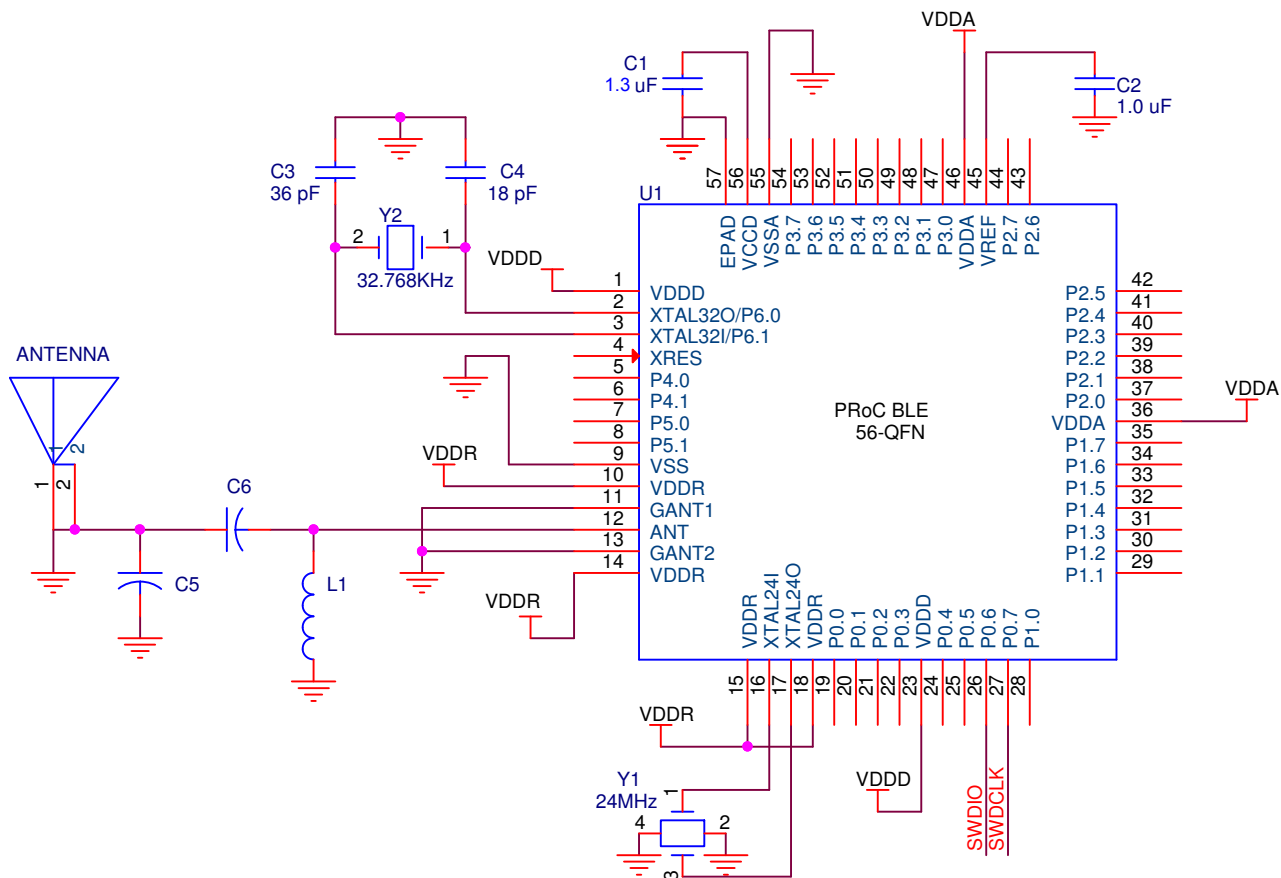 VDDA
C1
1.3 uF
C2
1.0 uF
C3
36 pF
C4
18 pF
Y2
2
1
32.768KHz
VDDD
U1
57
56
55
54
53
52
51
50
49
48
47
46
45
44
43
EPAD
VCCD
VSSA
P3.7
P3.6
P3.5
P3.4
P3.3
P3.2
P3.1
P3.0
VDDA
VREF
P2.7
P2.6
1 VDDD
2 XTAL32O/P6.0
3 XTAL32I/P6.1
4 XRES
5 P4.0
6 P4.1
7 P5.0
8 P5.1
9 VSS
10 VDDR
11 GANT1
12 ANT
13 GANT2
14 VDDR
PRoC BLE
56-QFN
P2.5 42
P2.4 41
P2.3 40
P2.2 39
P2.1 38
P2.0 37
VDDA 36
P1.7 35
P1.6 34
P1.5 33
P1.4 32
P1.3 31
P1.2 30
P1.1 29
VDDA
ANTENNA
1
2
1
2
VDDR
C6
C5
L1
VDDR
VDDR
XTAL24I
XTAL24O
VDDR
P0.0
P0.1
P0.2
P0.3
VDDD
P0.4
P0.5
P0.6
P0.7
P1.0
15
16
17
18
19
20
21
22
23
24
25
26
27
28
VDDR
VDDD
Y1
24MHz
1
4
2
3
SWDIO
SWDCLK